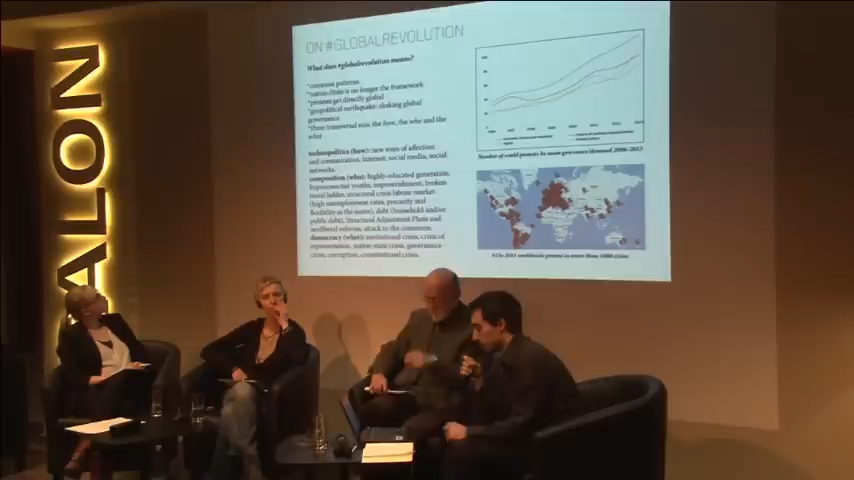 ALON
ON #GLOBALREVOLUTION
What does #globalrevolution means?
*common patterns
*nation-State is no longer the framework
*protests get directly global
*geopolitical earthquake: shaking global
governance
*three transversal axis: the how, the who and the
what
technopolitics (how): new ways of affection
and communication, Internet, social media, social
networks.
composition (who): highly educated generation,
hyperconnected youths, impoverishment, broken
social ladder, structural crisis labour market
(high unemployment rates, precarity and
flexibility as the norm), debt (household and/or
public debt), Structural Adjustment Plans and
neoliberal reforms, attack to the commons
democracy (what): institutional crisis, crisis of
representation, nation-state crisis, governance
crisis, corruption, constitutional crisis.
Number of world protests by main grievance/demand, 2006-2013